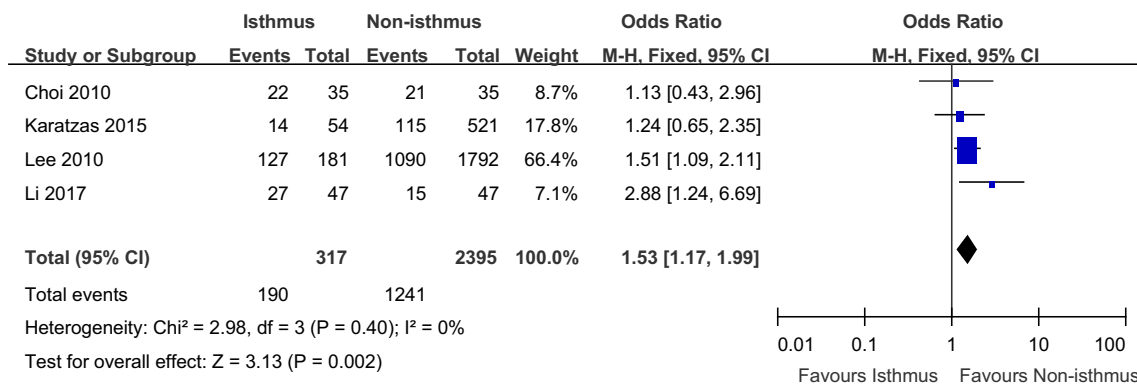 Isthmus Non-isthmus Odds Ratio Odds Ratio
Study or Subgroup Events Total Events Total Weight M-H, Fixed, 95% CI M-H, Fixed, 95% CI
Choi 2010 22 35 21 35 8.7% 1.13 [0.43, 2.96]
Karatzas 2015 14 54 115 521 17.8% 1.24 [0.65, 2.35]
Lee 2010 127 181 1090 1792 66.4% 1.51 [1.09, 2.11]
Li 2017 27 47 15 47 7.1% 2.88 [1.24, 6.69]
Total (95% CI) 317 2395 100.0% 1.53 [1.17, 1.99]
Total events 190 1241
Heterogeneity: Chi² = 2.98, df = 3 (P = 0.40); I² = 0%
Test for overall effect: Z = 3.13 (P = 0.002)
0.01 0.1 1 10 100
Favours Isthmus Favours Non-isthmus